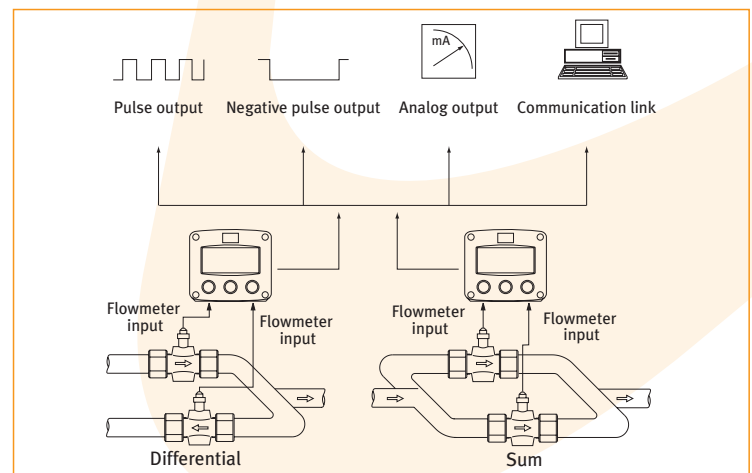 mA
Pulse output
Negative pulse output
Analog output
Communication link
Flowmeter
input
Flowmeter
input
Flowmeter
input
Flowmeter
input
Differential
Sum